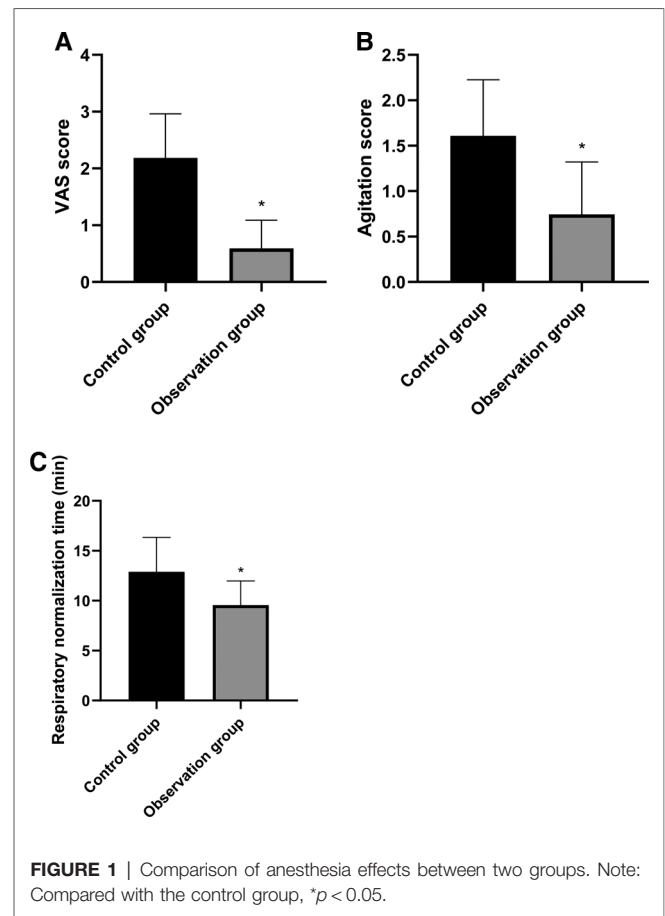 A
VAS score
4
3
2
1
0
*
Control group
Observation group
B
Agitation score
2.5
2.0
1.5
1.0
0.5
0.0
*
Control group
Observation group
C
Respiratory normalization time (min)
20
15
10
5
0
*
Control group
Observation group
FIGURE 1 | Comparison of anesthesia effects between two groups. Note:
Compared with the control group, *p < 0.05.